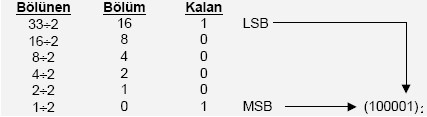 Bölünen Bölüm Kalan
33÷2 16 1 LSB
16÷2 8 0
8÷2 4 0
4÷2 2 0
2÷2 1 0
1÷2 0 1 MSB (100001)₂